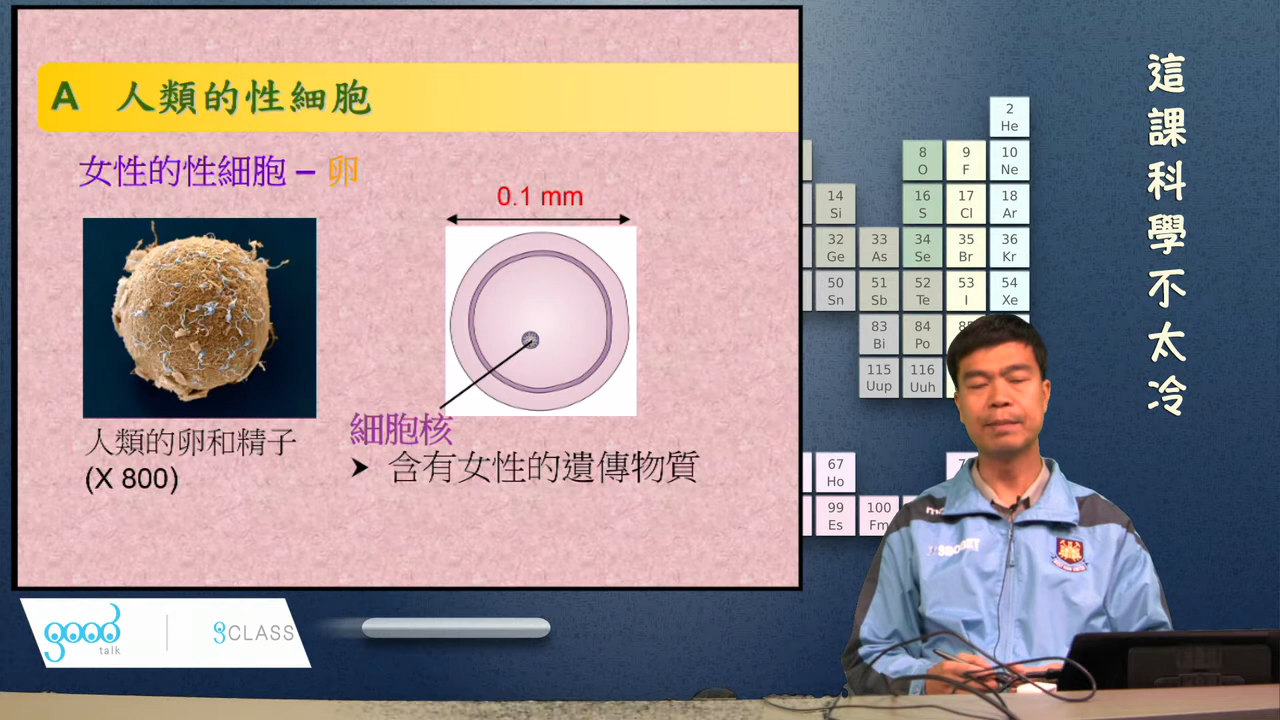 A 人類的性細胞
女性的性細胞 – 卵
0.1 mm
人類的卵和精子
(X 800)
細胞核
➤ 含有女性的遺傳物質
這課科學不太冷
2
He
8
O
9
F
10
Ne
14
Si
16
S
17
Cl
18
Ar
32
Ge
33
As
34
Se
35
Br
36
Kr
50
Sn
51
Sb
52
Te
53
I
54
Xe
83
Bi
84
Po
115
Uup
116
Uuh
67
Ho
99
Es
100
Fm
good
talk
CLASS